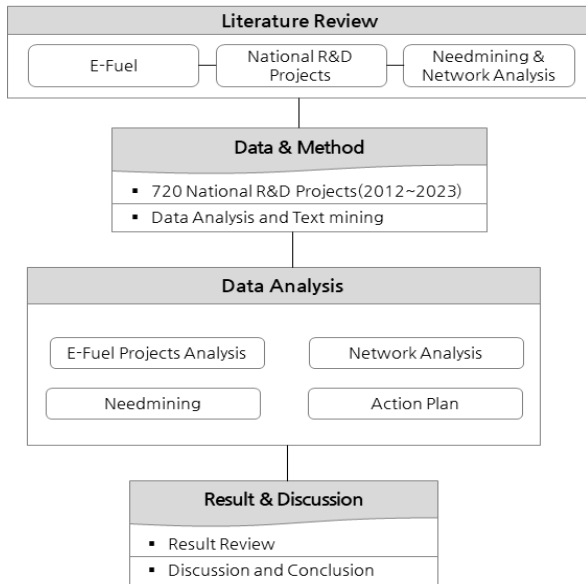 Literature Review
E-Fuel
National R&D
Projects
Needmining &
Network Analysis
Data & Method
▪ 720 National R&D Projects(2012~2023)
▪ Data Analysis and Text mining
Data Analysis
E-Fuel Projects Analysis
Network Analysis
Needmining
Action Plan
Result & Discussion
▪ Result Review
▪ Discussion and Conclusion